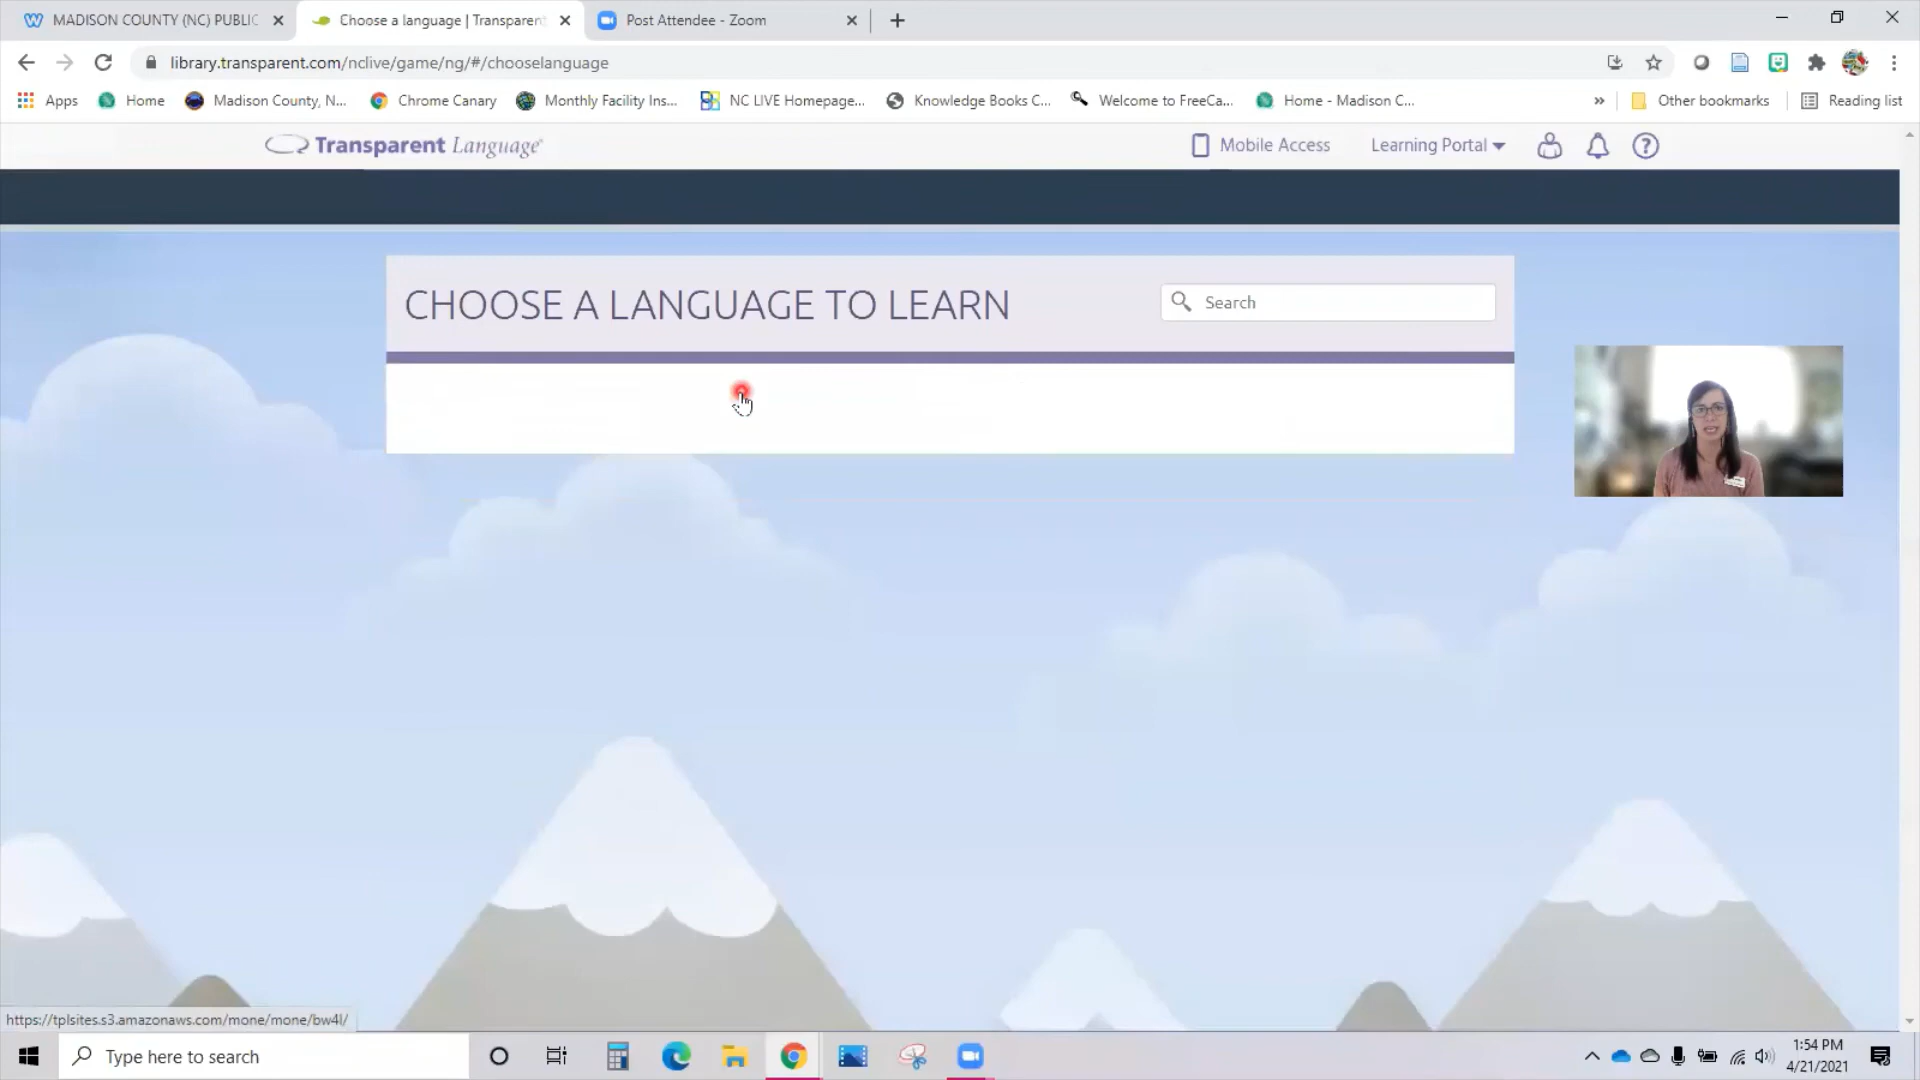 MADISON COUNTY (NC) PUBLIC
Choose a language | Transparent
Post Attendee - Zoom
library.transparent.com/nclive/game/ng/#/chooselanguage
Apps
Home
Madison County, N...
Chrome Canary
Monthly Facility Ins...
NC LIVE Homepage...
Knowledge Books C...
Welcome to FreeCa...
Home - Madison C...
»
Other bookmarks
Reading list
Transparent Language
Mobile Access
Learning Portal
CHOOSE A LANGUAGE TO LEARN
Search
https://tplsites.s3.amazonaws.com/mone/mone/bw4l/
Type here to search
1:54 PM
4/21/2021